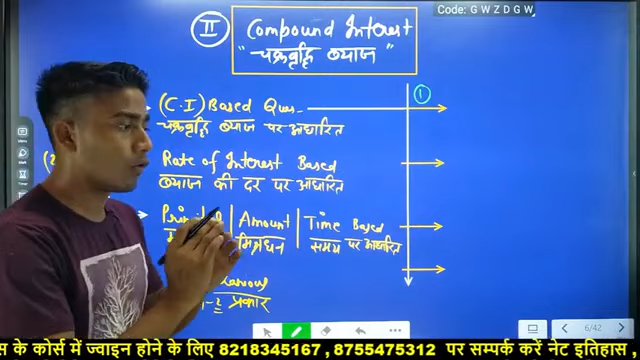 Code: G W Z D G W
II Compound Interest
"चक्रवृद्धि ब्याज"
(C.I) Based Ques
1
चक्रवृद्धि ब्याज पर आधारित
Rate of Interest Based
ब्याज की दर पर आधारित
Amount | Time Based
मिश्रधन समय पर आधारित
प्रकार
6/42
स के कोर्स में ज्वाइन होने के लिए 8218345167 , 8755475312 पर सम्पर्क करें नेट इतिहास ,